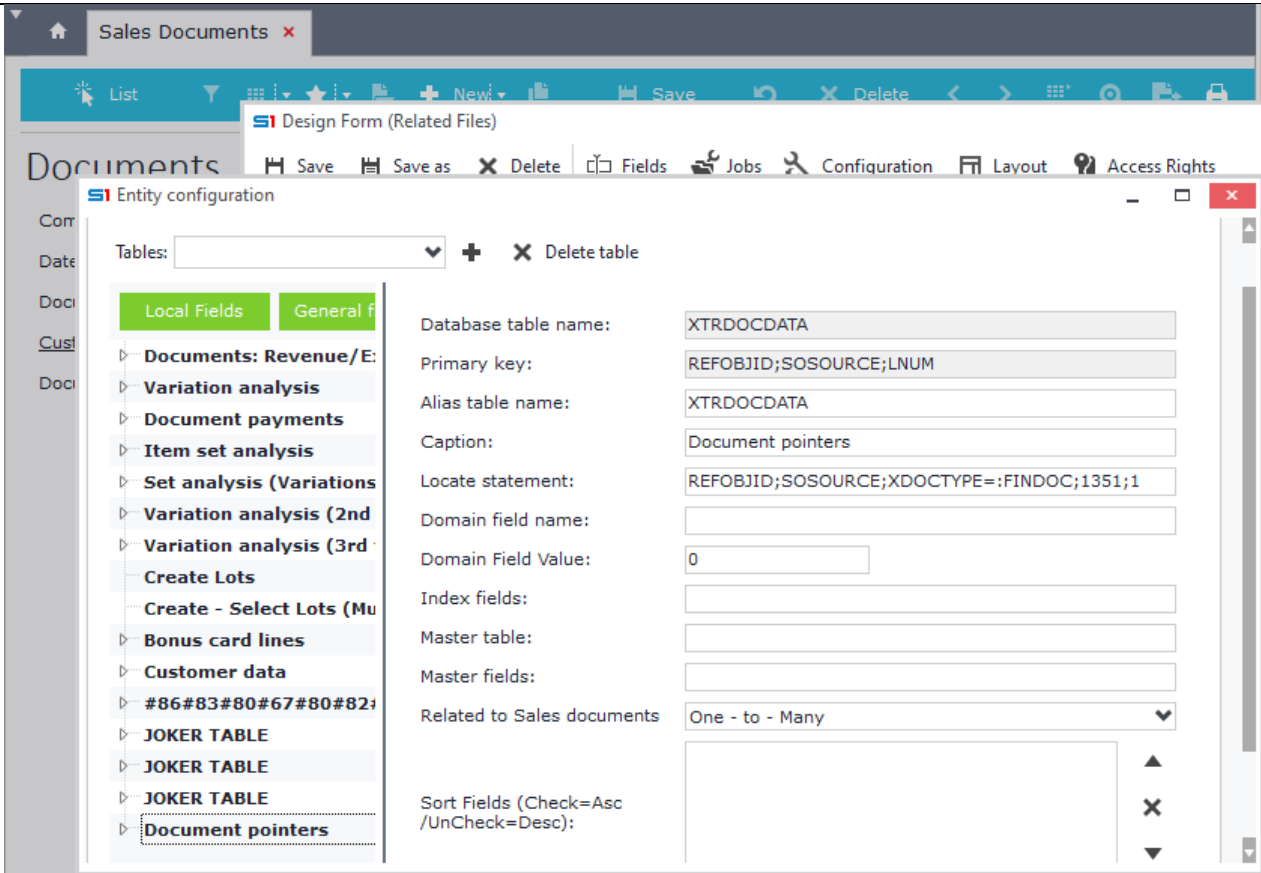 Sales Documents
List New Save Delete
S1 Design Form (Related Files)
Documents
Save Save as Delete Fields Jobs Configuration Layout Access Rights
S1 Entity configuration
Com
Date
Docu
Cust
Docu
Tables: Delete table
Local Fields General f
Documents: Revenue/E
Variation analysis
Document payments
Item set analysis
Set analysis (Variations
Variation analysis (2nd
Variation analysis (3rd
Create Lots
Create - Select Lots (Mu
Bonus card lines
Customer data
#86#83#80#67#80#82#
JOKER TABLE
JOKER TABLE
JOKER TABLE
Document pointers
Database table name: XTRDOCDATA
Primary key: REFOBJID;SOSOURCE;LNUM
Alias table name: XTRDOCDATA
Caption: Document pointers
Locate statement: REFOBJID;SOSOURCE;XDOCTYPE=:FINDOC;1351;1
Domain field name:
Domain Field Value: 0
Index fields:
Master table:
Master fields:
Related to Sales documents One - to - Many
Sort Fields (Check=Asc
/UnCheck=Desc):